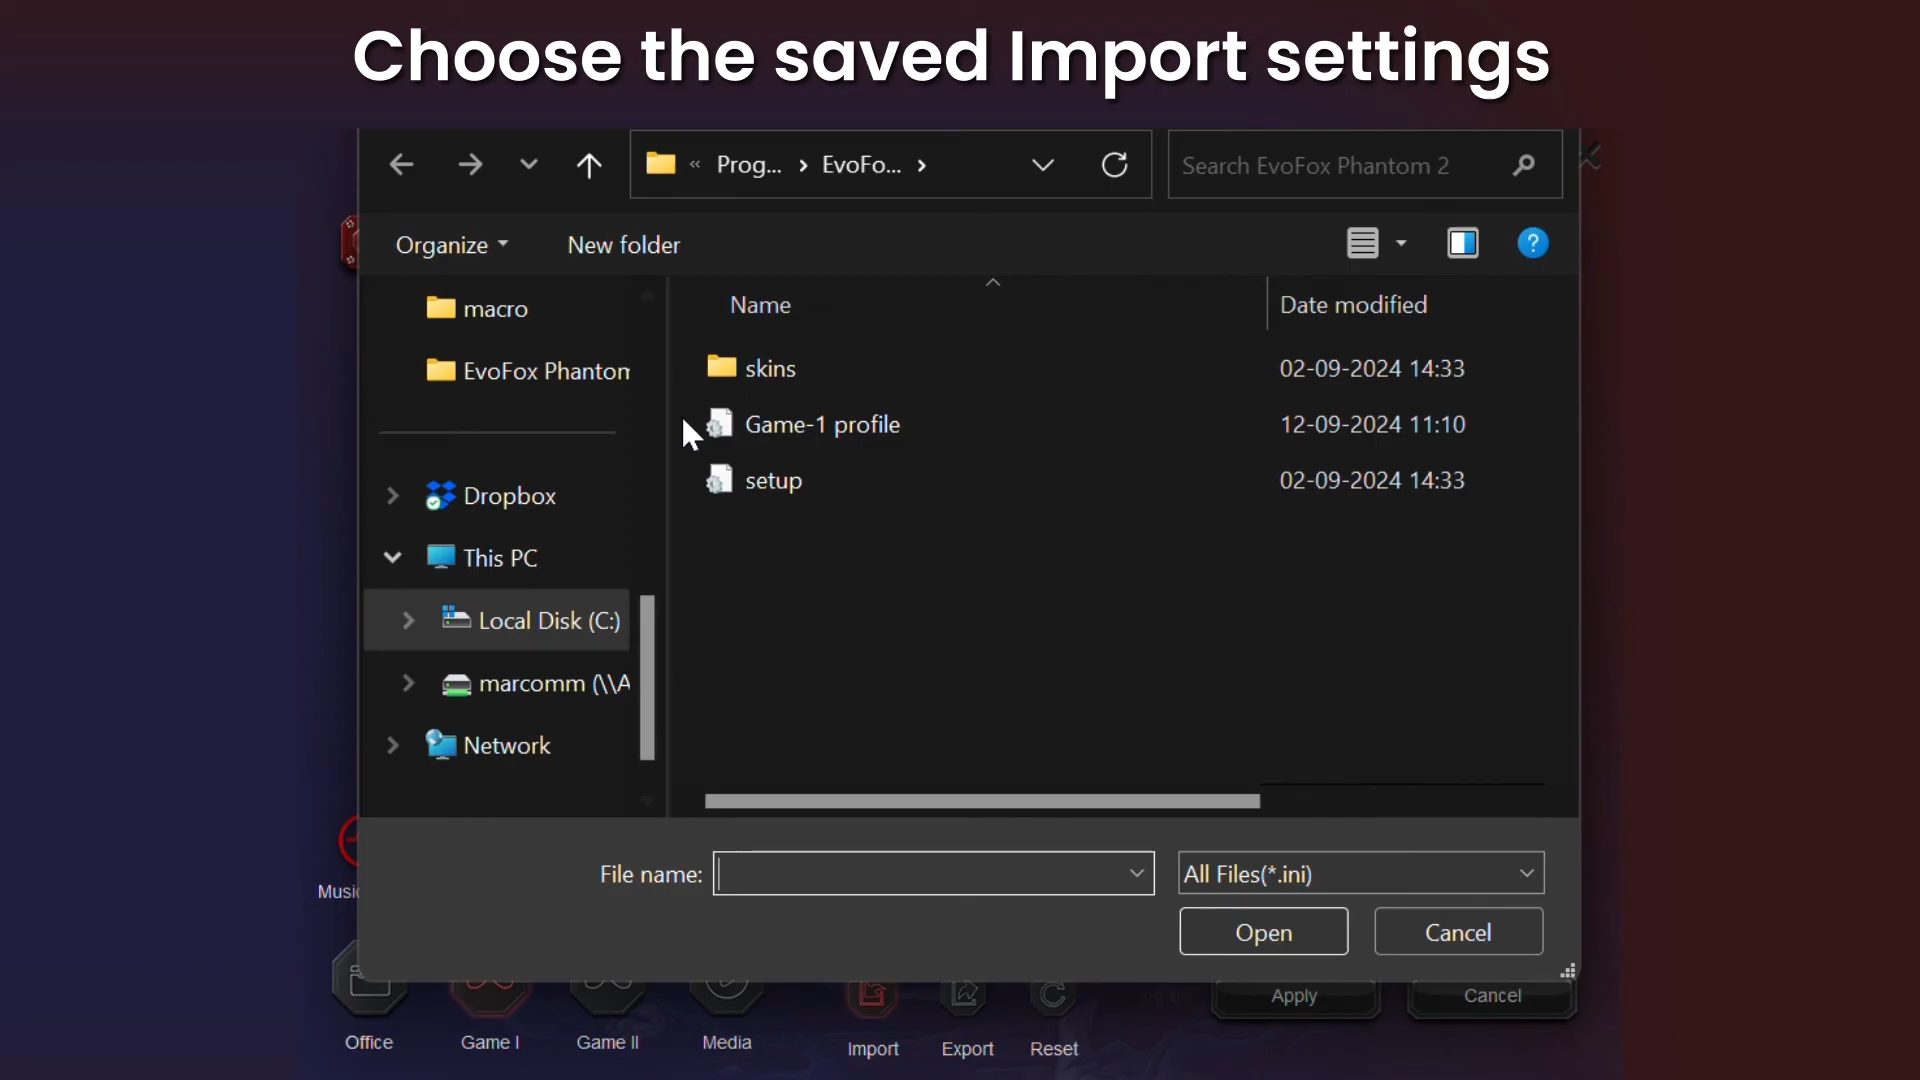 Choose the saved Import settings
« Prog... › EvoFo... ›
Search EvoFox Phantom 2
Organize
New folder
?
macro
EvoFox Phantom
Dropbox
This PC
Local Disk (C:)
marcomm (\\A
Network
Name
Date modified
skins
02-09-2024 14:33
Game-1 profile
12-09-2024 11:10
setup
02-09-2024 14:33
File name:
All Files(*.ini)
Open
Cancel
Music
Apply
Cancel
Office
Game I
Game II
Media
Import
Export
Reset